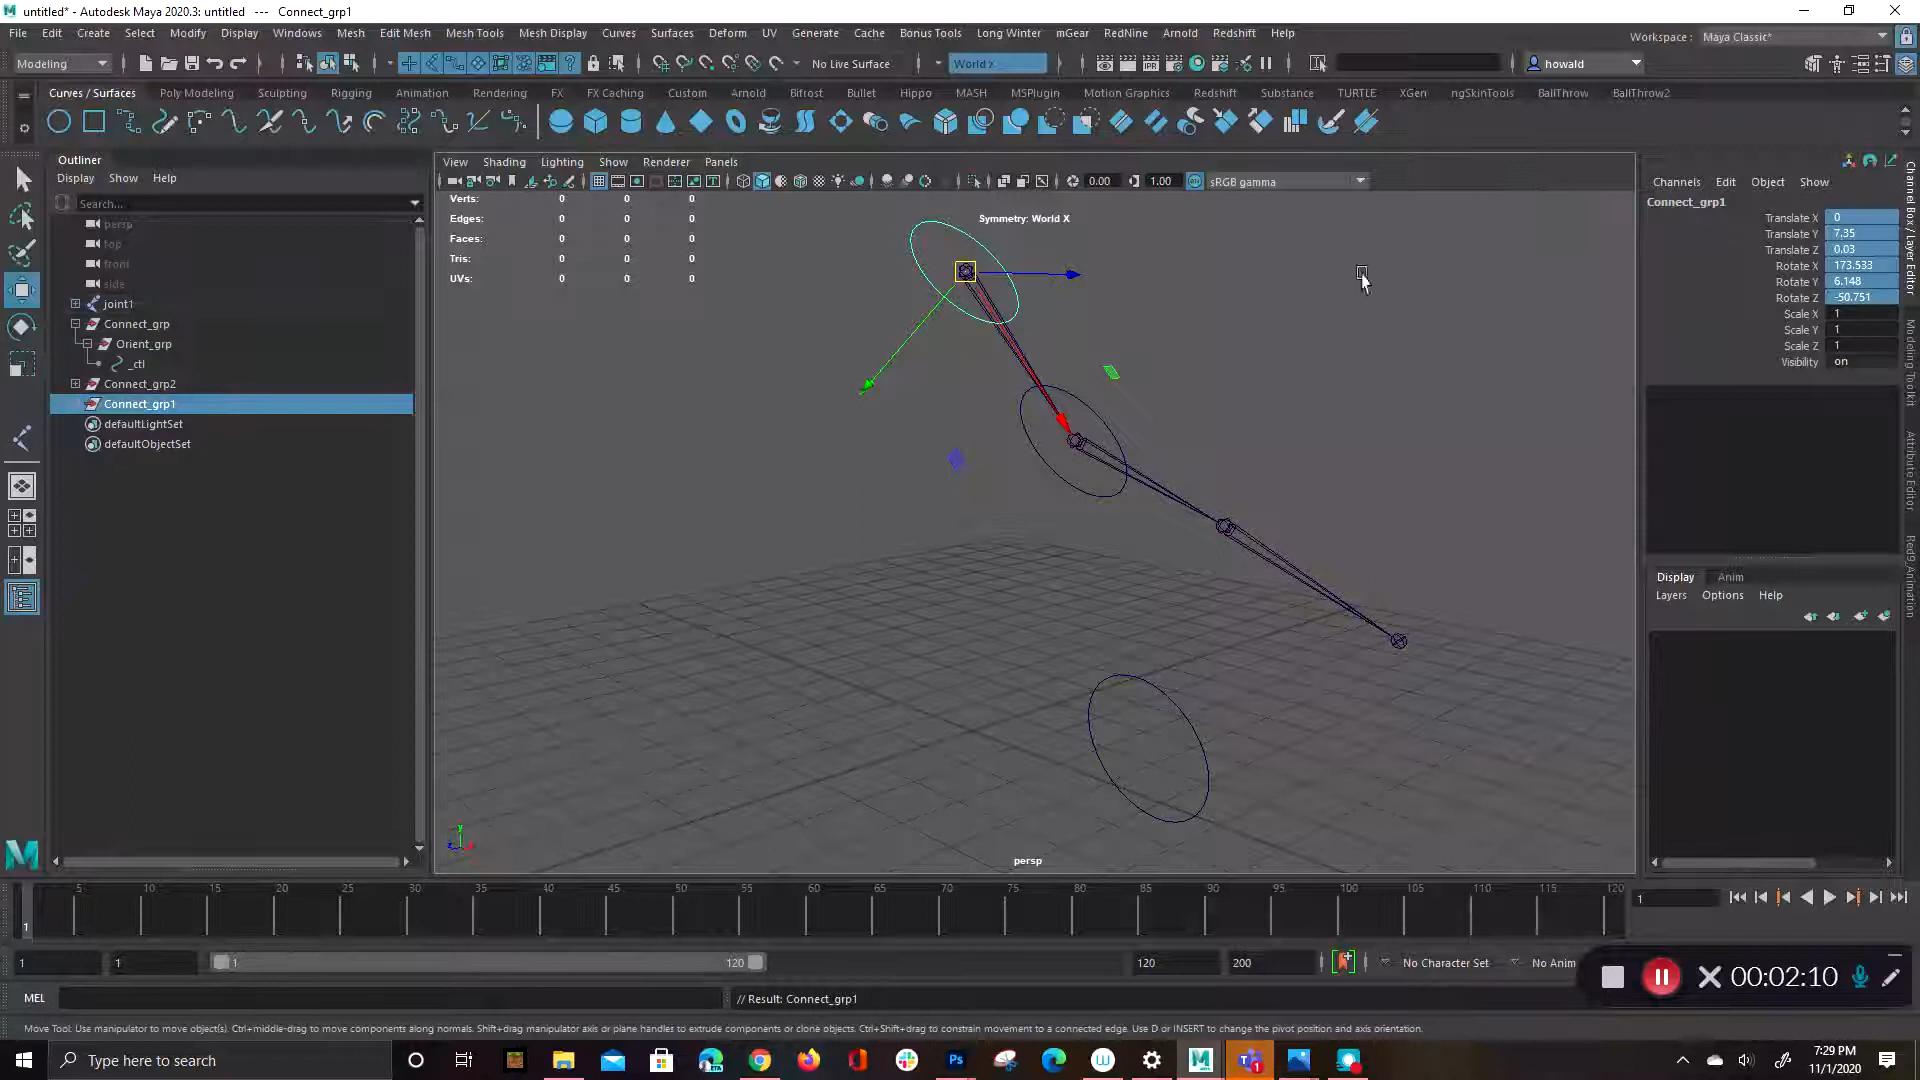 untitled* - Autodesk Maya 2020.3: untitled   ---   Connect_grp1
File Edit Create Select Modify Display Windows Mesh Edit Mesh Mesh Tools Mesh Display Curves Surfaces Deform UV Generate Cache Bonus Tools Long Winter mGear RedNine Arnold Redshift Help
Workspace : Maya Classic*
Modeling No Live Surface World X howald
Curves / Surfaces Poly Modeling Sculpting Rigging Animation Rendering FX FX Caching Custom Arnold Bifrost Bullet Hippo MASH MSPlugin Motion Graphics Redshift Substance TURTLE XGen ngSkinTools BallThrow BallThrow2
Outliner
Display Show Help
Search...
persp
top
front
side
joint1
Connect_grp
Orient_grp
_ctl
Connect_grp2
Connect_grp1
defaultLightSet
defaultObjectSet
View Shading Lighting Show Renderer Panels
0.00 1.00 sRGB gamma
Verts: 0 0 0
Edges: 0 0 0
Faces: 0 0 0
Tris: 0 0 0
UVs: 0 0 0
Symmetry: World X
persp
Channels Edit Object Show
Connect_grp1
Translate X 0
Translate Y 7.35
Translate Z 0.03
Rotate X 173.533
Rotate Y 6.148
Rotate Z -50.751
Scale X 1
Scale Y 1
Scale Z 1
Visibility on
Display Anim
Layers Options Help
Channel Box / Layer Editor
Modeling Toolkit
Attribute Editor
Red9_Animation
5 10 15 20 25 30 35 40 45 50 55 60 65 70 75 80 85 90 95 100 105 110 115 120
1
1
1 1 1 120 120 200 No Character Set No Anim
00:02:10
MEL // Result: Connect_grp1
Move Tool: Use manipulator to move object(s). Ctrl+middle-drag to move components along normals. Shift+drag manipulator axis or plane handles to extrude components or clone objects. Ctrl+Shift+drag to constrain movement to a connected edge. Use D or INSERT to change the pivot position and axis orientation.
Type here to search
7:29 PM
11/1/2020